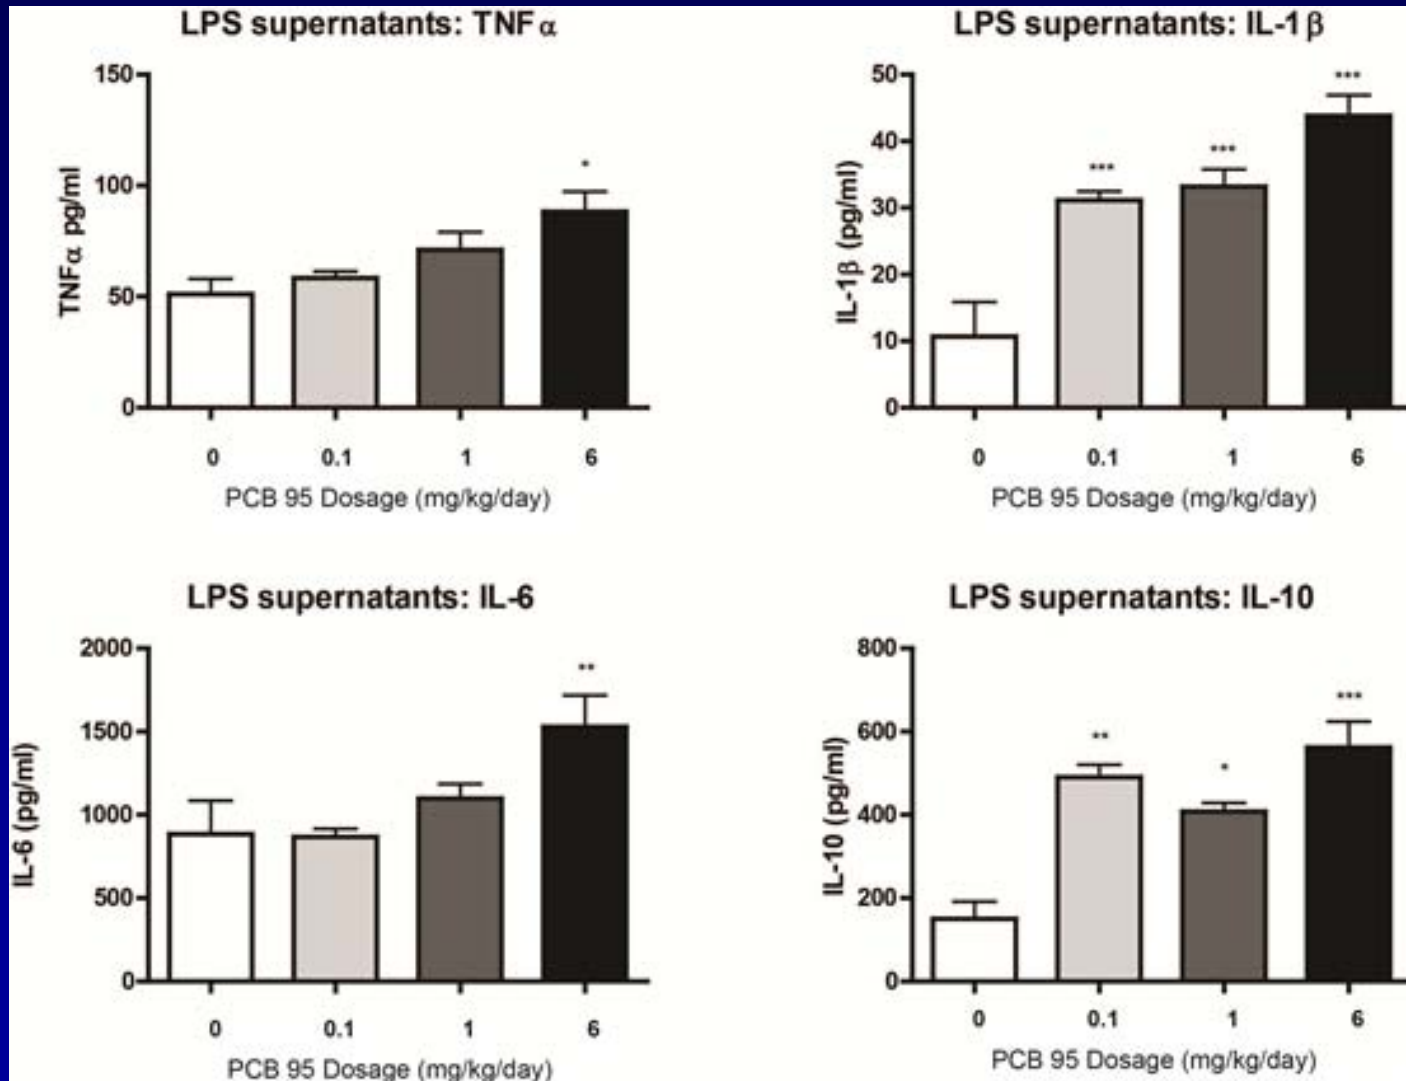 LPS supernatants: TNFα
TNFα pg/ml
150
100
50
0
*
0 0.1 1 6
PCB 95 Dosage (mg/kg/day)
LPS supernatants: IL-1β
IL-1β (pg/ml)
50
40
30
20
10
0
*** *** ***
0 0.1 1 6
PCB 95 Dosage (mg/kg/day)
LPS supernatants: IL-6
IL-6 (pg/ml)
2000
1500
1000
500
0
**
0 0.1 1 6
PCB 95 Dosage (mg/kg/day)
LPS supernatants: IL-10
IL-10 (pg/ml)
800
600
400
200
0
** * ***
0 0.1 1 6
PCB 95 Dosage (mg/kg/day)